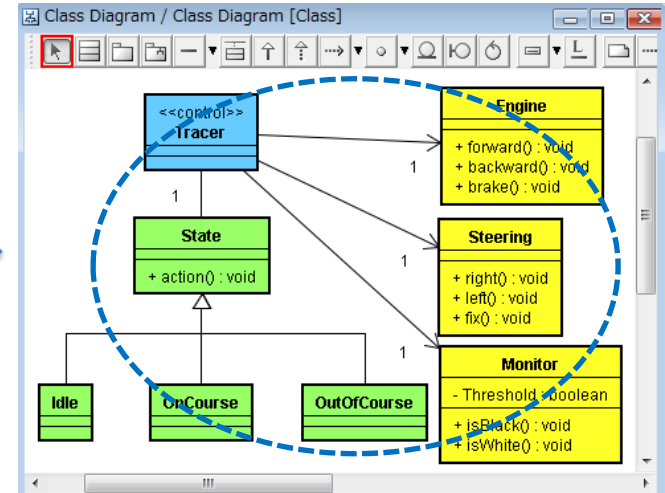 Class Diagram / Class Diagram [Class]
L
<<control>>
Tracer
Engine
+ forward() : void
+ backward() : void
+ brake() : void
1
1
State
+ action() : void
Steering
+ right() : void
+ left() : void
+ fix() : void
1
1
Monitor
- Threshold : boolean
+ isBlack() : void
+ isWhite() : void
Idle
OnCourse
OutOfCourse